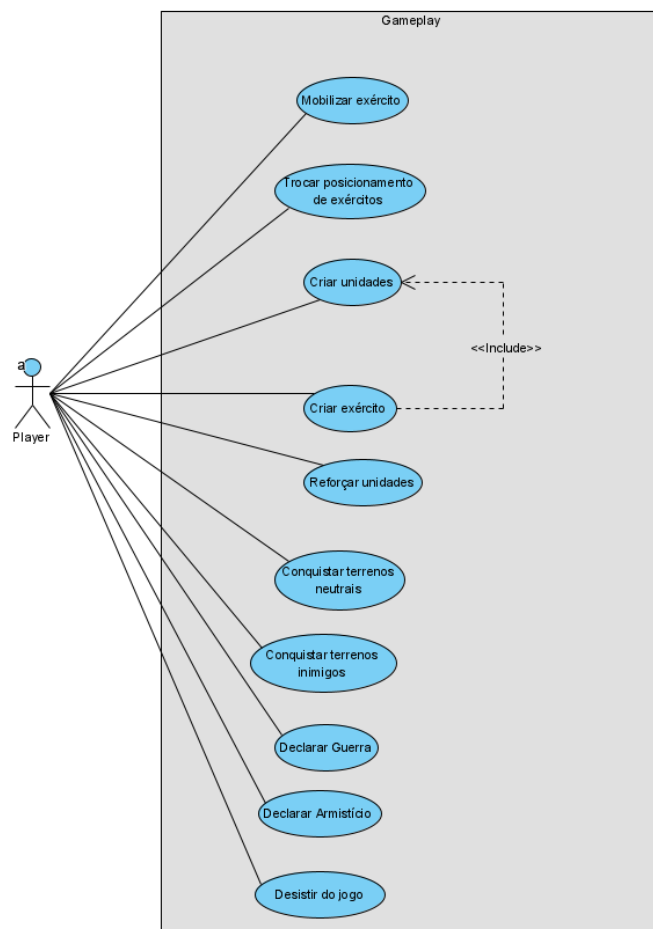 Gameplay
Mobilizar exército
Trocar posicionamento
de exércitos
Criar unidades
<<Include>>
a
Player
Criar exército
Reforçar unidades
Conquistar terrenos
neutrais
Conquistar terrenos
inimigos
Declarar Guerra
Declarar Armistício
Desistir do jogo